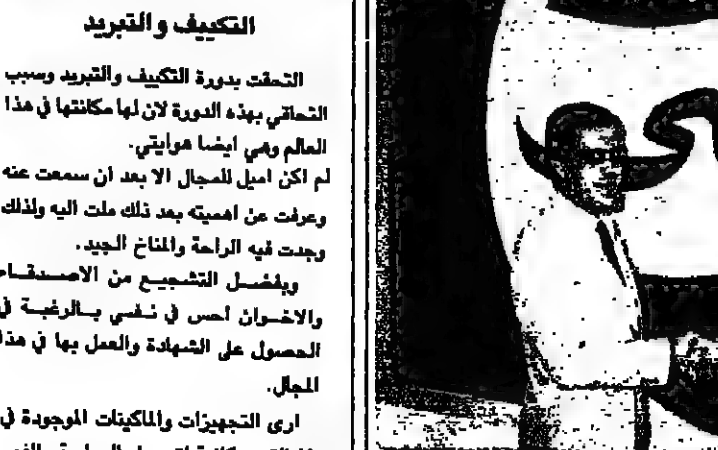 التكييف والتبريد
التحقت بدورة التكييف والتبريد وسبب
التحاقي بهذه الدورة لان لها مكانتها في هذا
العالم وهي ايضا هوايتي.
لم اكن اميل للمجال الا بعد ان سمعت عنه
وعرفت عن اهميته بعد ذلك ملت اليه ولذلك
وجدت فيه الراحة والمناخ الجيد.
وبفضل التشجيع من الاصدقاء
والاخوان احس في نفسي بالرغبة في
الحصول على الشهادة والعمل بها في هذا
المجال.
ارى التجهيزات والماكينات الموجودة في